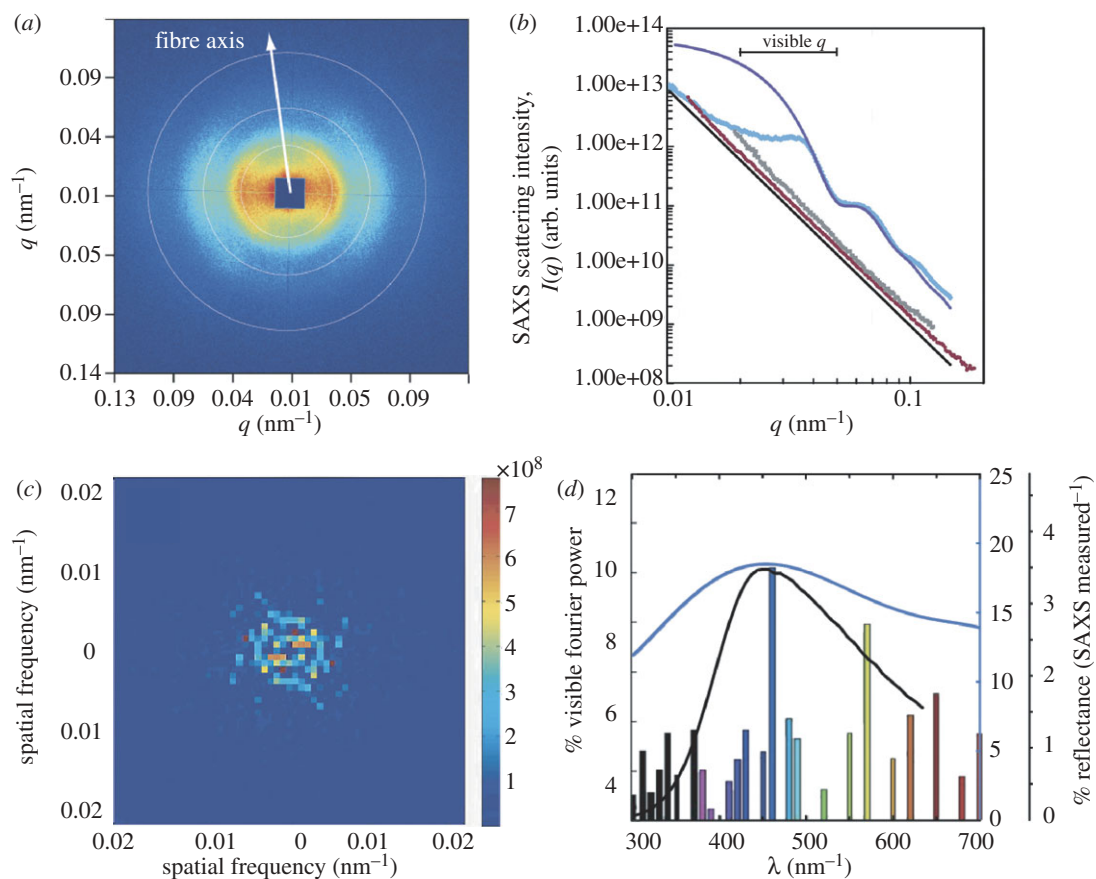 (a)
fibre axis
0.09
0.04
0.01
0.05
0.09
0.14
q (nm–1)
0.13 0.09 0.04 0.01 0.05 0.09
q (nm–1)
(b)
visible q
1.00e+14
1.00e+13
1.00e+12
1.00e+11
1.00e+10
1.00e+09
1.00e+08
SAXS scattering intensity,
I(q) (arb. units)
0.01 0.1
q (nm–1)
(c)
×10⁸
0.02
0.01
0
0.01
0.02
spatial frequency (nm–1)
7
6
5
4
3
2
1
0.02 0.01 0 0.01 0.02
spatial frequency (nm–1)
(d)
12
10
8
6
4
% visible fourier power
25
20
15
10
5
0
4
3
2
1
0
% reflectance (SAXS measured–1)
300 400 500 600 700
λ (nm–1)